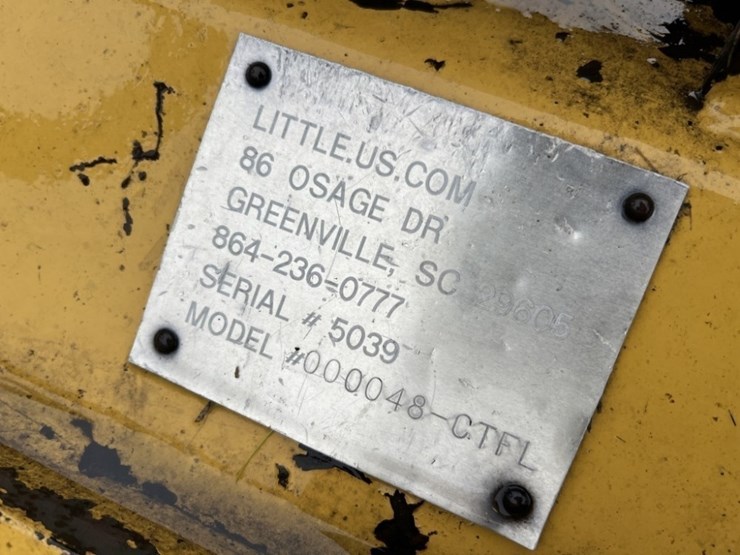 LITTLE.US.COM
86 OSAGE DR
GREENVILLE, SC 29605
864-236-0777
SERIAL # 5039
MODEL #000048-CTFL